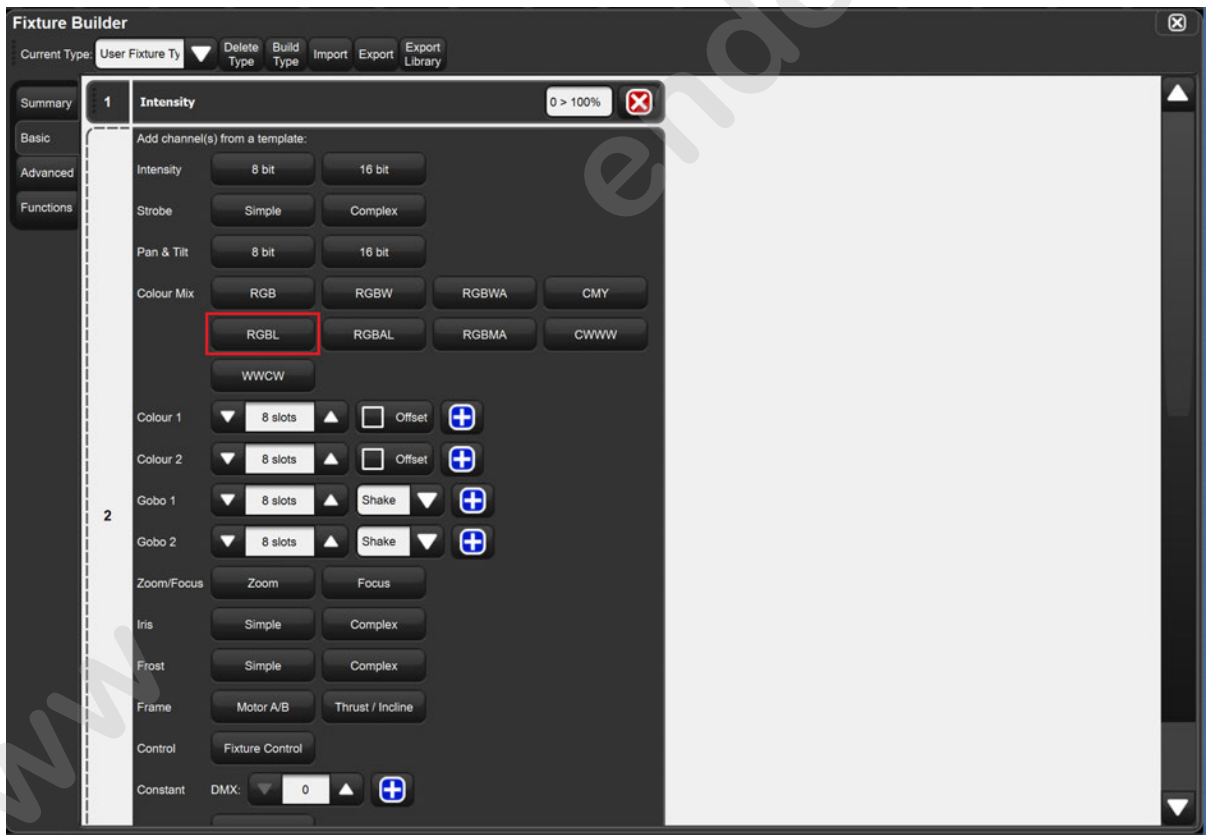 Fixture Builder
Current Type: User Fixture Ty Delete Type Build Type Import Export Export Library
Summary
Basic
Advanced
Functions
1 Intensity 0 > 100%
2
Add channel(s) from a template:
Intensity 8 bit 16 bit
Strobe Simple Complex
Pan & Tilt 8 bit 16 bit
Colour Mix RGB RGBW RGBWA CMY
RGBL RGBAL RGBMA CWWW
WWCW
Colour 1 8 slots Offset
Colour 2 8 slots Offset
Gobo 1 8 slots Shake
Gobo 2 8 slots Shake
Zoom/Focus Zoom Focus
Iris Simple Complex
Frost Simple Complex
Frame Motor A/B Thrust / Incline
Control Fixture Control
Constant DMX: 0